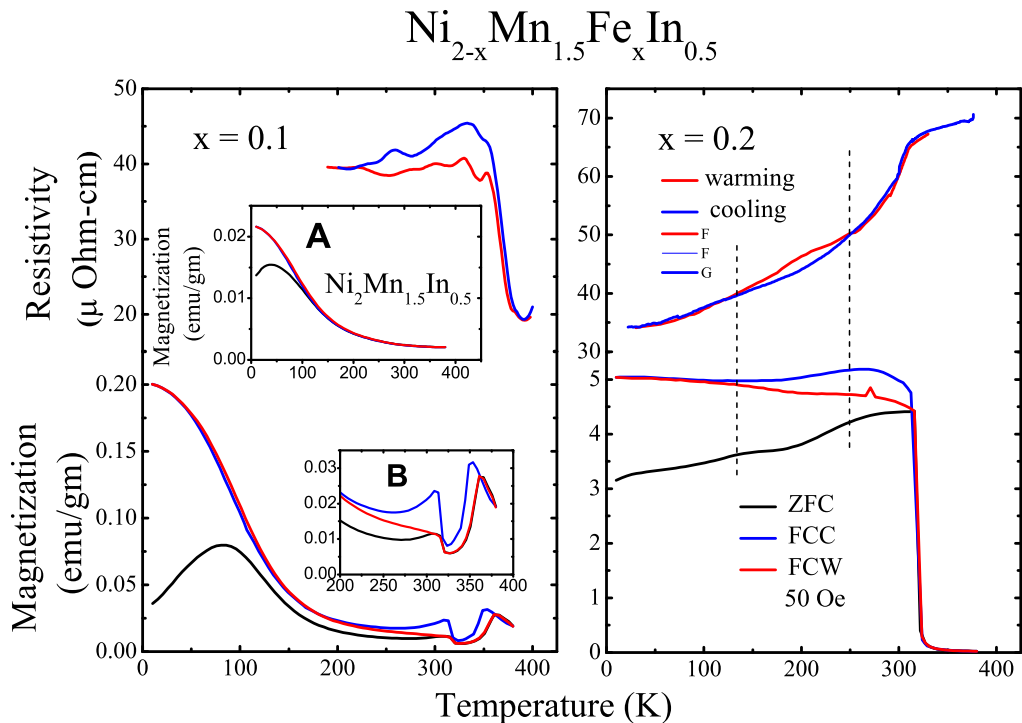 Ni2-xMn1.5FexIn0.5
50
40
30
20
Resistivity
(μ Ohm-cm)
x = 0.1
0.02
0.01
0.00
Magnetization
(emu/gm)
A
Ni2Mn1.5In0.5
0 100 200 300 400
0.20
0.15
0.10
0.05
0.00
Magnetization
(emu/gm)
B
0.03
0.02
0.01
0.00
200 250 300 350 400
0 100 200 300 400
70
60
50
40
30
x = 0.2
warming
cooling
F
F
G
5
4
3
2
1
0
ZFC
FCC
FCW
50 Oe
0 100 200 300 400
Temperature (K)